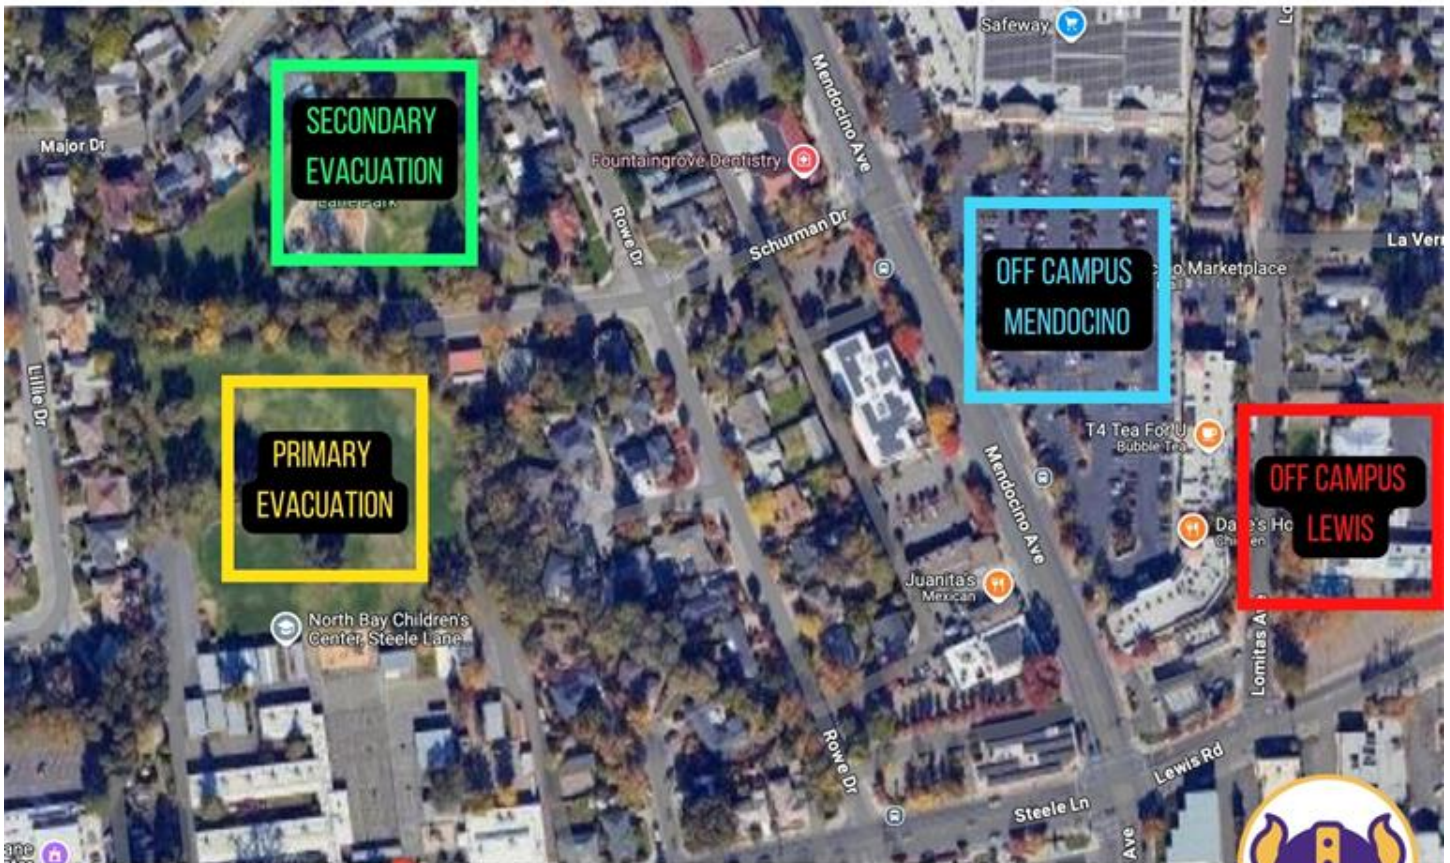 Safeway
Lo
SECONDARY
EVACUATION
Major Dr
Mendocino Ave
Fountaingrove Dentistry
Rowe Dr
Schurman Dr
La Ver
OFF CAMPUS
MENDOCINO
Marketplace
Lillie Dr
PRIMARY
EVACUATION
T4 Tea For U
Bubble Tea
OFF CAMPUS
LEWIS
Mendocino Ave
Juanita's
Mexican
North Bay Children's
Center, Steele Lane
Lomitas Ave
Rowe Dr
Lewis Rd
Steele Ln
Ave